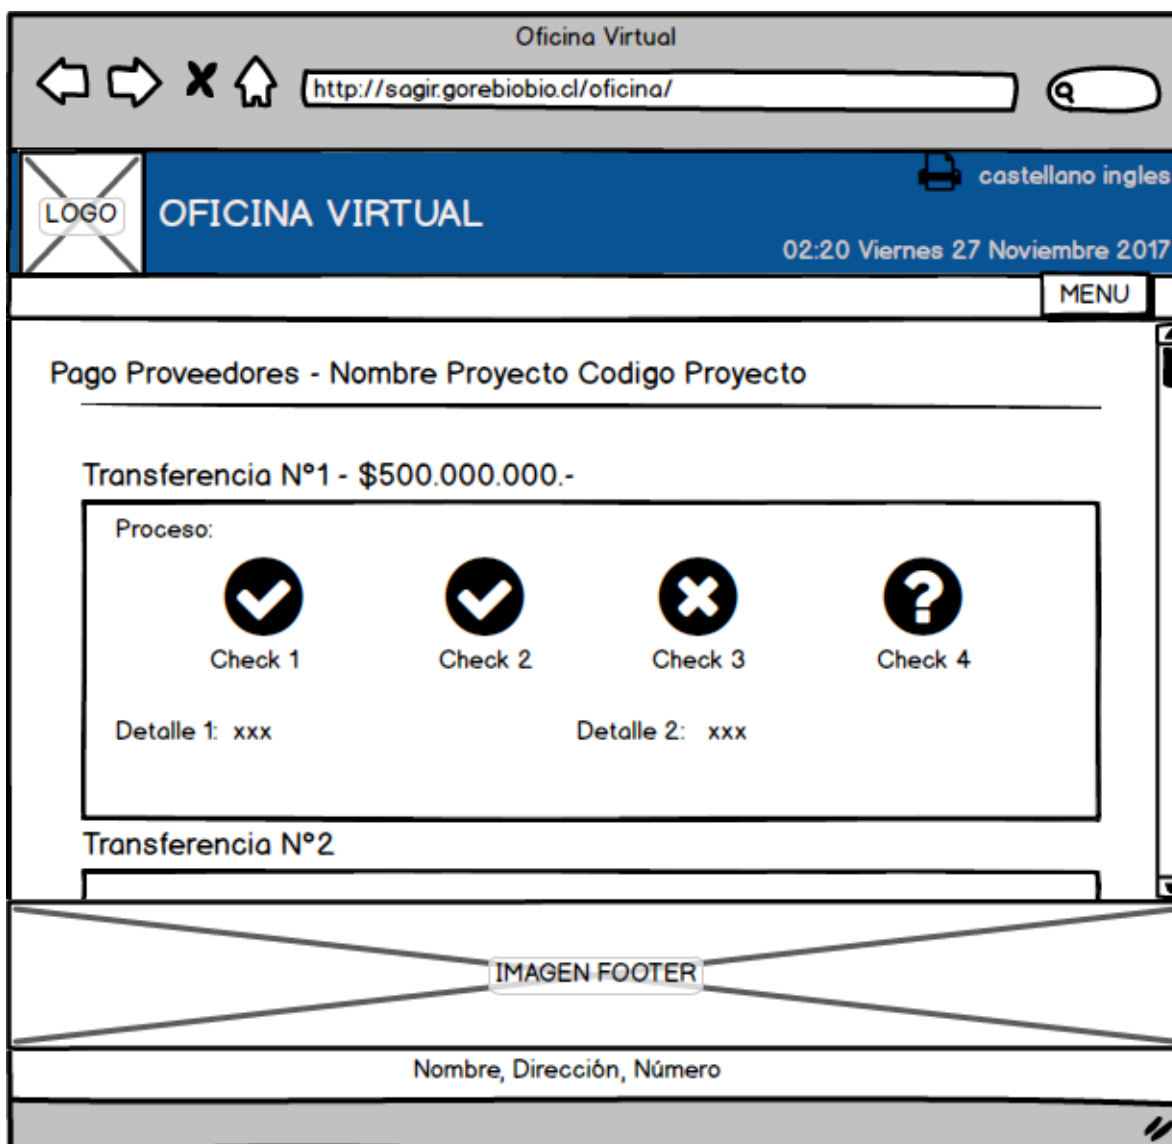 Oficina Virtual
http://sagir.gorebiobio.cl/oficina/
castellano ingles
LOGO
OFICINA VIRTUAL
02:20 Viernes 27 Noviembre 2017
MENU
Pago Proveedores - Nombre Proyecto Codigo Proyecto
Transferencia N°1 - $500.000.000.-
Proceso:
Check 1 Check 2 Check 3 Check 4
Detalle 1: xxx Detalle 2: xxx
Transferencia N°2
IMAGEN FOOTER
Nombre, Dirección, Número